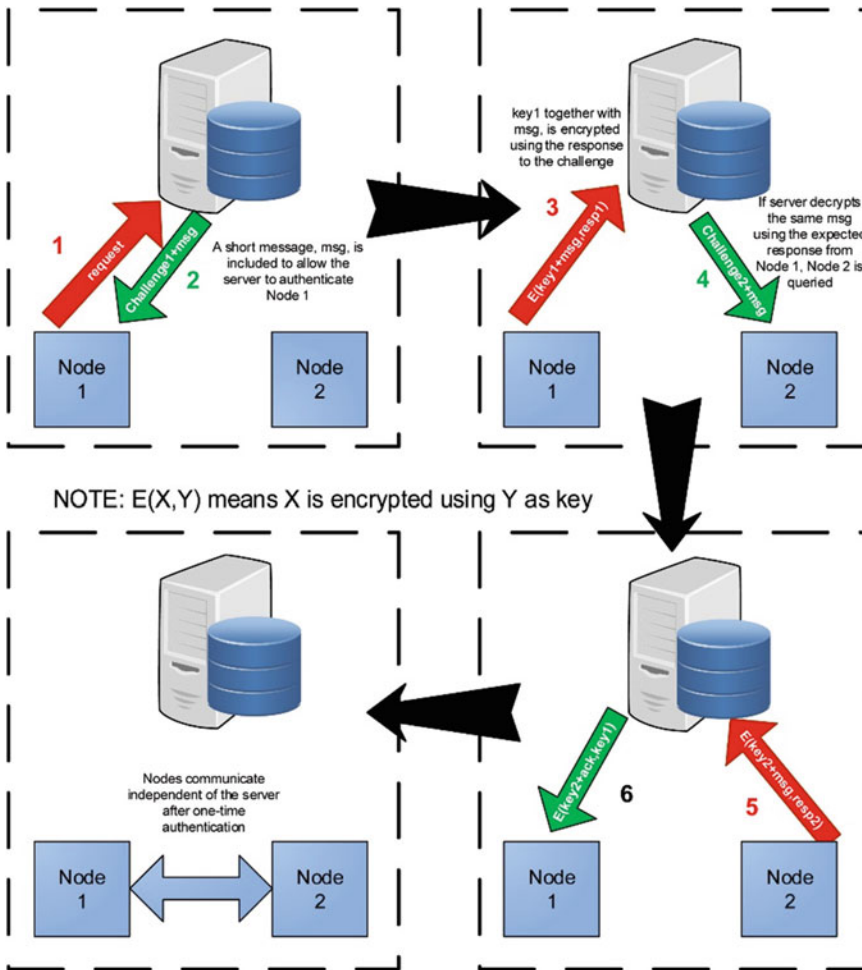 1
request
Challenge1+msg
2
A short message, msg, is
included to allow the
server to authenticate
Node 1
Node
1
Node
2
key1 together with
msg, is encrypted
using the response
to the challenge
3
E(key1+msg,resp1)
4
Challenge2+msg
If server decrypts
the same msg
using the expected
response from
Node 1, Node 2 is
queried
Node
1
Node
2
NOTE: E(X,Y) means X is encrypted using Y as key
Nodes communicate
independent of the server
after one-time
authentication
Node
1
Node
2
E(key2+ack,key1)
6
5
E(key2+msg,resp2)
Node
1
Node
2